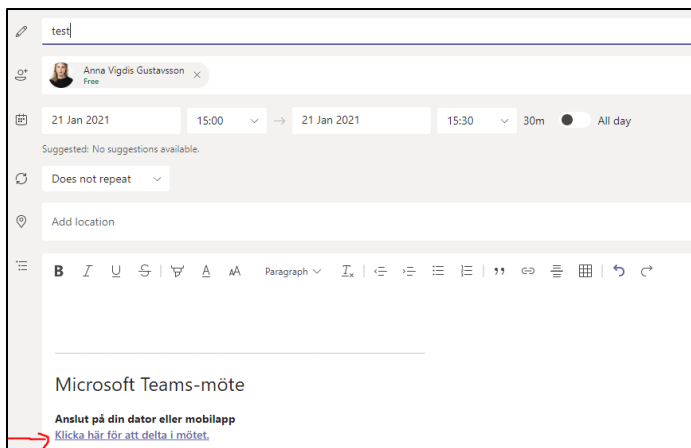 test
Anna Vigdis Gustavsson
Free
21 Jan 2021 15:00 → 21 Jan 2021 15:30 30m All day
Suggested: No suggestions available.
Does not repeat
Add location
B I U S A AA Paragraph Tx
Microsoft Teams-möte
Anslut på din dator eller mobilapp
Klicka här för att delta i mötet.